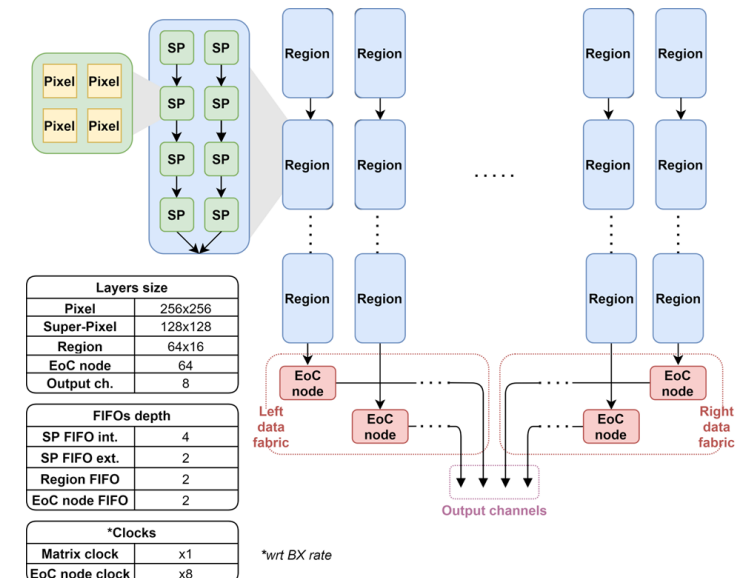 Pixel Pixel
Pixel Pixel
SP SP
SP SP
SP SP
SP SP
Region Region Region Region
Region Region Region Region
Region Region Region Region
EoC
node
EoC
node
EoC
node
EoC
node
Left
data
fabric
Right
data
fabric
Output channels
Layers size
Pixel 256x256
Super-Pixel 128x128
Region 64x16
EoC node 64
Output ch. 8
FIFOs depth
SP FIFO int. 4
SP FIFO ext. 2
Region FIFO 2
EoC node FIFO 2
*Clocks
Matrix clock x1
EoC node clock x8
*wrt BX rate